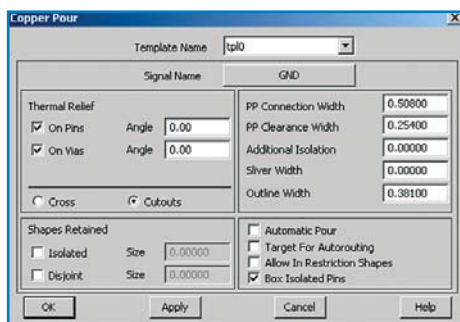 Copper Pour
Template Name tpl0
Signal Name GND
Thermal Relief
On Pins Angle 0.00
On Vias Angle 0.00
Cross Cutouts
PP Connection Width 0.50800
PP Clearance Width 0.25400
Additional Isolation 0.00000
Sliver Width 0.00000
Outline Width 0.38100
Shapes Retained
Isolated Size 0.00000
Disjoint Size 0.00000
Automatic Pour
Target For Autorouting
Allow In Restriction Shapes
Box Isolated Pins
OK Apply Cancel Help